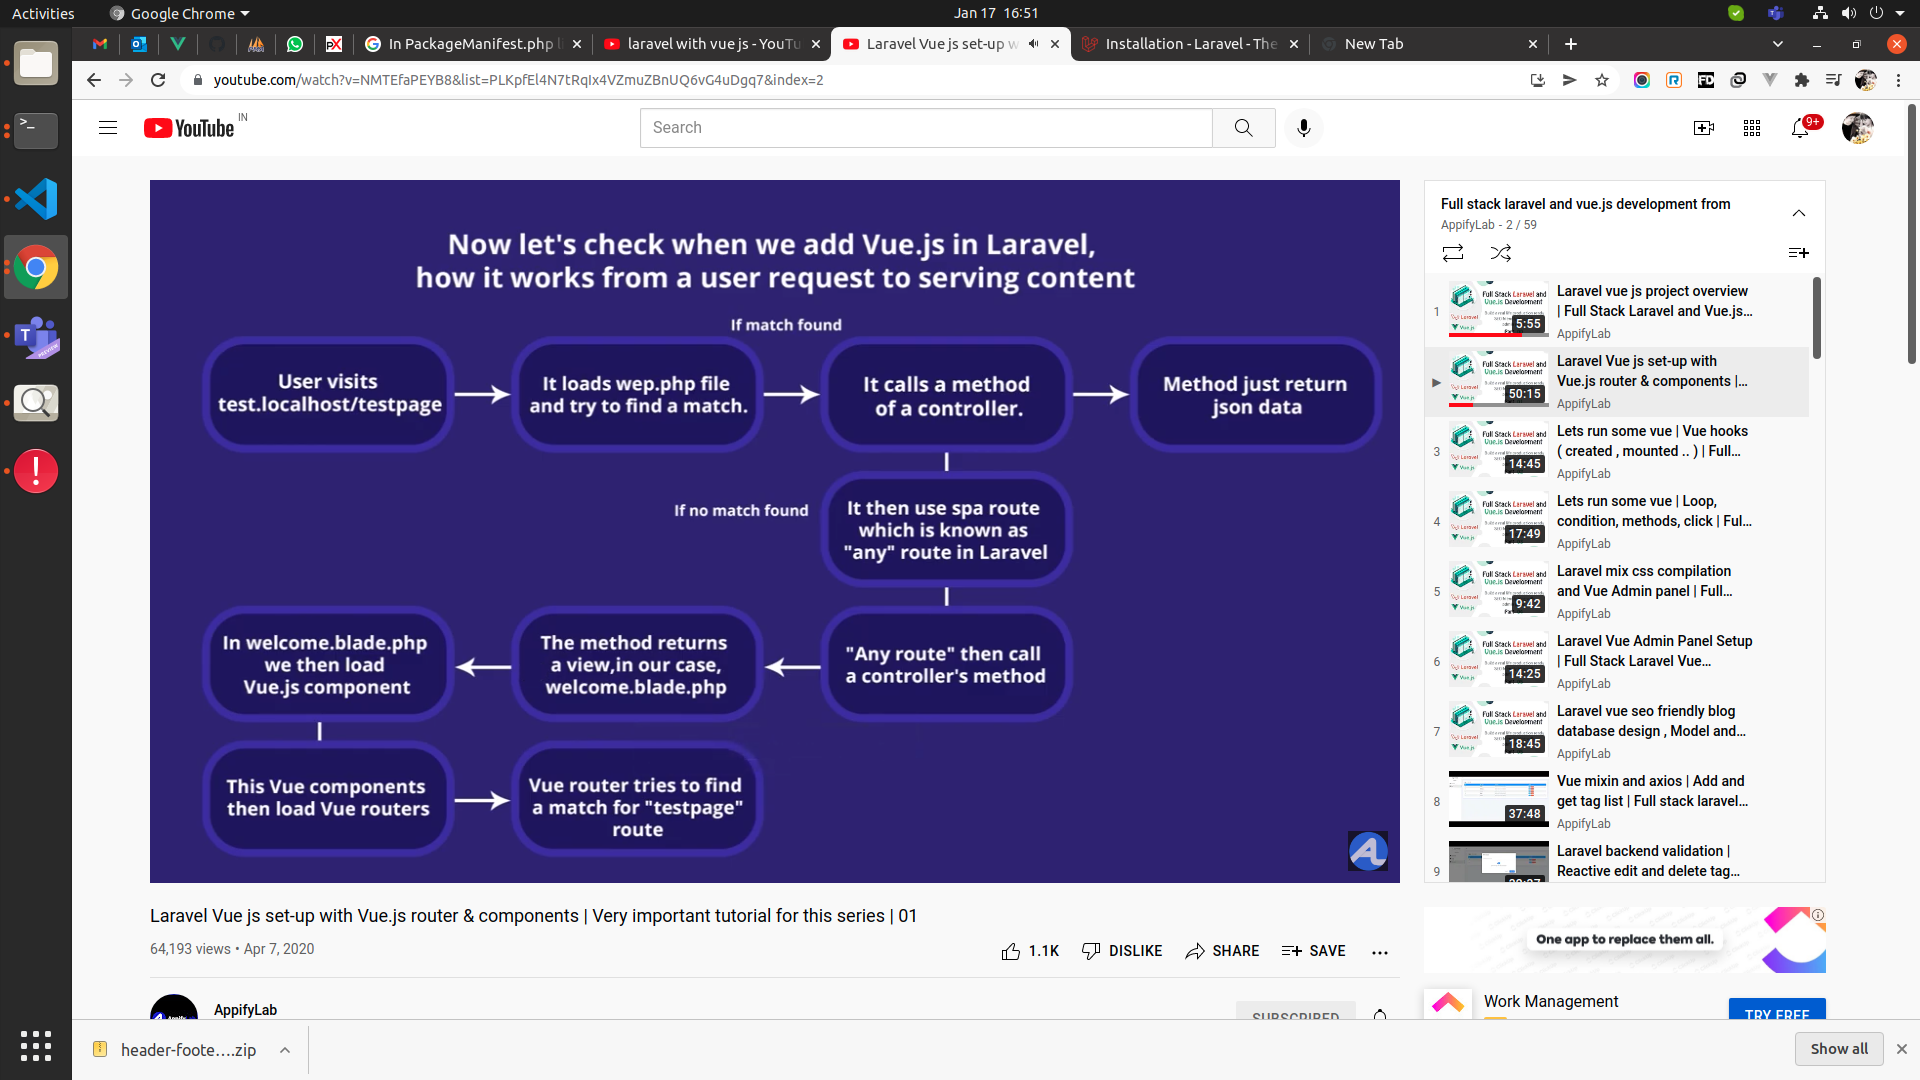 Activities
Google Chrome
Jan 17 16:51
In PackageManifest.php l
laravel with vue js - YouTu
Laravel Vue js set-up w
Installation - Laravel - The
New Tab
youtube.com/watch?v=NMTEfaPEYB8&list=PLKpfEl4N7tRqIx4VZmuZBnUQ6vG4uDgq7&index=2
YouTube IN
Search
9+
Now let's check when we add Vue.js in Laravel,
how it works from a user request to serving content
If match found
User visits
test.localhost/testpage
It loads wep.php file
and try to find a match.
It calls a method
of a controller.
Method just return
json data
If no match found
It then use spa route
which is known as
"any" route in Laravel
"Any route" then call
a controller's method
The method returns
a view,in our case,
welcome.blade.php
In welcome.blade.php
we then load
Vue.js component
This Vue components
then load Vue routers
Vue router tries to find
a match for "testpage"
route
Laravel Vue js set-up with Vue.js router & components | Very important tutorial for this series | 01
64,193 views • Apr 7, 2020
1.1K
DISLIKE
SHARE
SAVE
AppifyLab
SUBSCRIBED
Full stack laravel and vue.js development from
AppifyLab - 2 / 59
1
5:55
Laravel vue js project overview
| Full Stack Laravel and Vue.js...
AppifyLab
50:15
Laravel Vue js set-up with
Vue.js router & components |...
AppifyLab
3
14:45
Lets run some vue | Vue hooks
( created , mounted .. ) | Full...
AppifyLab
4
17:49
Lets run some vue | Loop,
condition, methods, click | Ful...
AppifyLab
5
9:42
Laravel mix css compilation
and Vue Admin panel | Full...
AppifyLab
6
14:25
Laravel Vue Admin Panel Setup
| Full Stack Laravel Vue...
AppifyLab
7
18:45
Laravel vue seo friendly blog
database design , Model and...
AppifyLab
8
37:48
Vue mixin and axios | Add and
get tag list | Full stack laravel...
AppifyLab
9
Laravel backend validation |
Reactive edit and delete tag...
One app to replace them all.
Work Management
TRY FREE
header-foote....zip
Show all